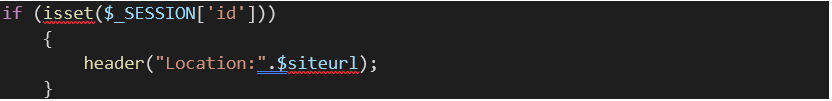 if (isset($_SESSION['id']))
{
header("Location:".$siteurl);
}